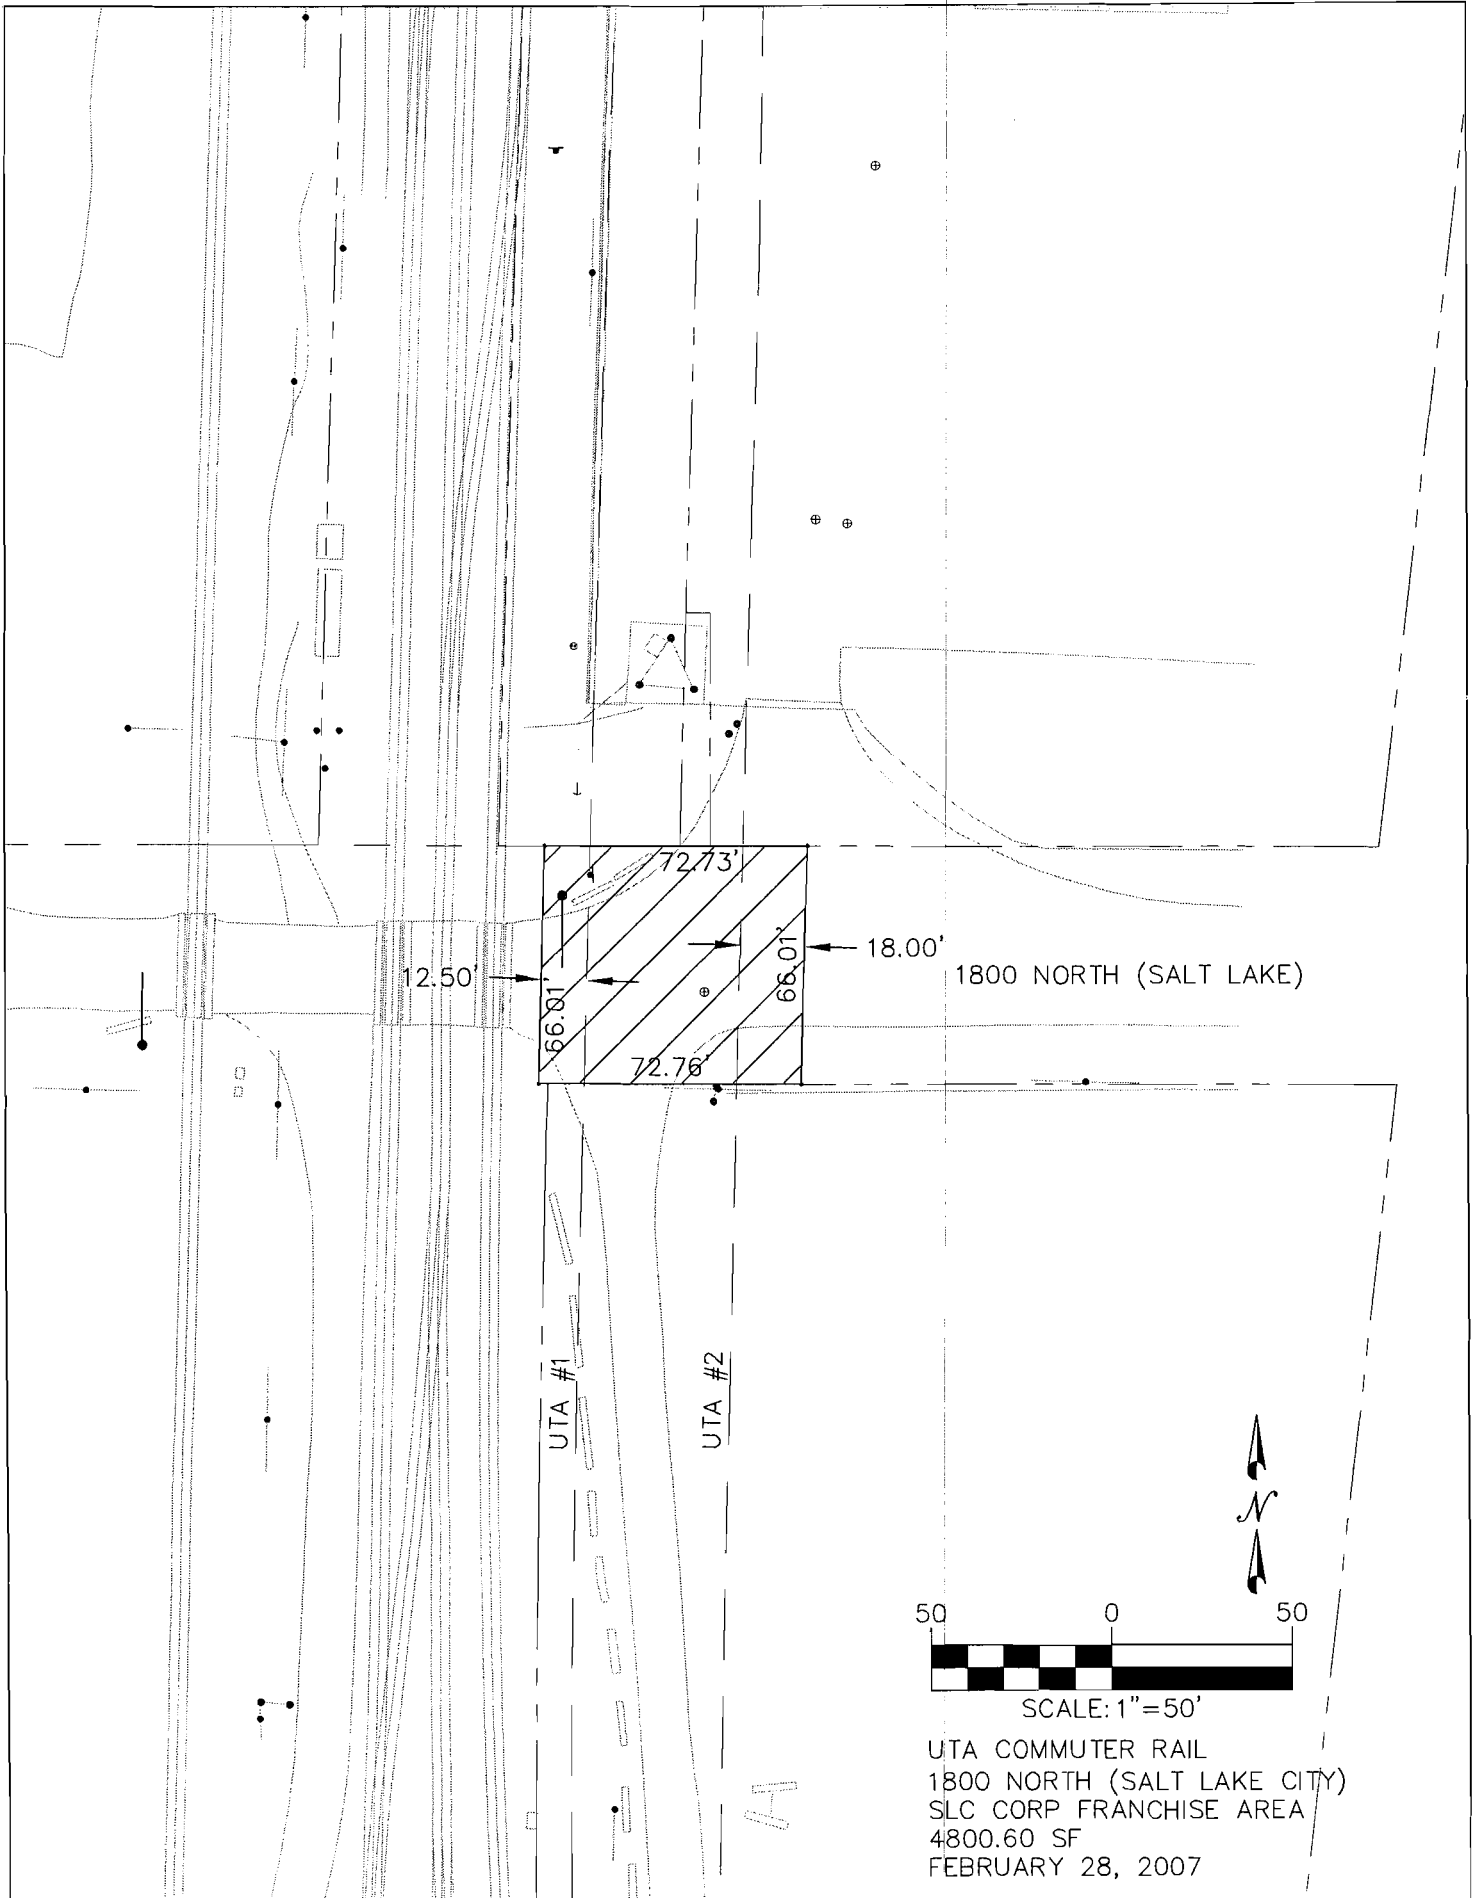 72.73'
18.00'
66.01'
12.50'
1800 NORTH (SALT LAKE)
66.01'
72.76'
UTA #1
UTA #2
N
50 0 50
SCALE: 1"=50'
UTA COMMUTER RAIL
1800 NORTH (SALT LAKE CITY)
SLC CORP FRANCHISE AREA
4800.60 SF
FEBRUARY 28, 2007